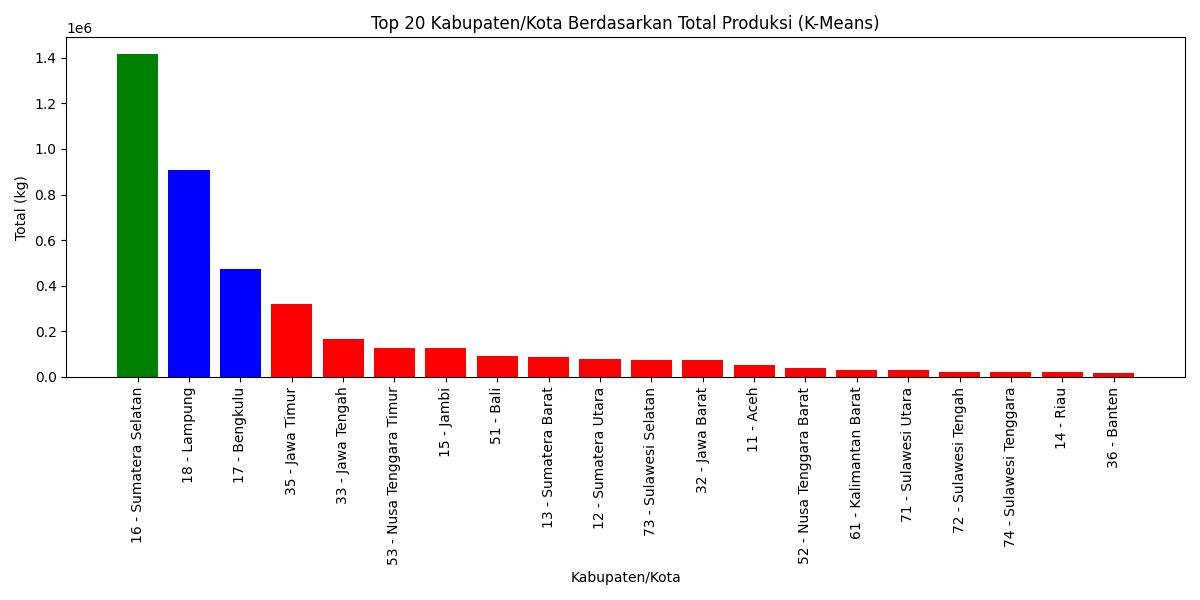 Top 20 Kabupaten/Kota Berdasarkan Total Produksi (K-Means)
1e6
1.4
1.2
1.0
0.8
0.6
0.4
0.2
0.0
Total (kg)
16 - Sumatera Selatan
18 - Lampung
17 - Bengkulu
35 - Jawa Timur
33 - Jawa Tengah
53 - Nusa Tenggara Timur
15 - Jambi
51 - Bali
13 - Sumatera Barat
12 - Sumatera Utara
73 - Sulawesi Selatan
32 - Jawa Barat
11 - Aceh
52 - Nusa Tenggara Barat
61 - Kalimantan Barat
71 - Sulawesi Utara
72 - Sulawesi Tengah
74 - Sulawesi Tenggara
14 - Riau
36 - Banten
Kabupaten/Kota